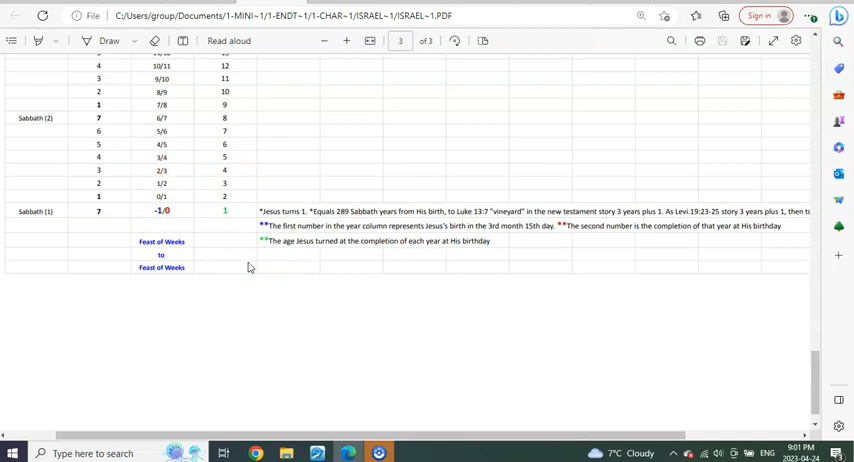 File C:/Users/group/Documents/1-MINI~1/1-ENDT~1/1-CHAR~1/ISRAEL~1/ISRAEL~1.PDF Sign in
Draw Read aloud 3 of 3
4 10/11 12
3 9/10 11
2 8/9 10
1 7/8 9
Sabbath (2) 7 6/7 8
6 5/6 7
5 4/5 6
4 3/4 5
3 2/3 4
2 1/2 3
1 0/1 2
Sabbath (1) 7 -1/0 1 *Jesus turns 1. *Equals 289 Sabbath years from His birth, to Luke 13:7 "vineyard" in the new testament story 3 years plus 1. As Levi.19:23-25 story 3 years plus 1, then to
**The first number in the year column represents Jesus's birth in the 3rd month 15th day. **The second number is the completion of that year at His birthday
Feast of Weeks **The age Jesus turned at the completion of each year at His birthday
to
Feast of Weeks
Type here to search 7°C Cloudy ENG 9:01 PM
2023-04-24